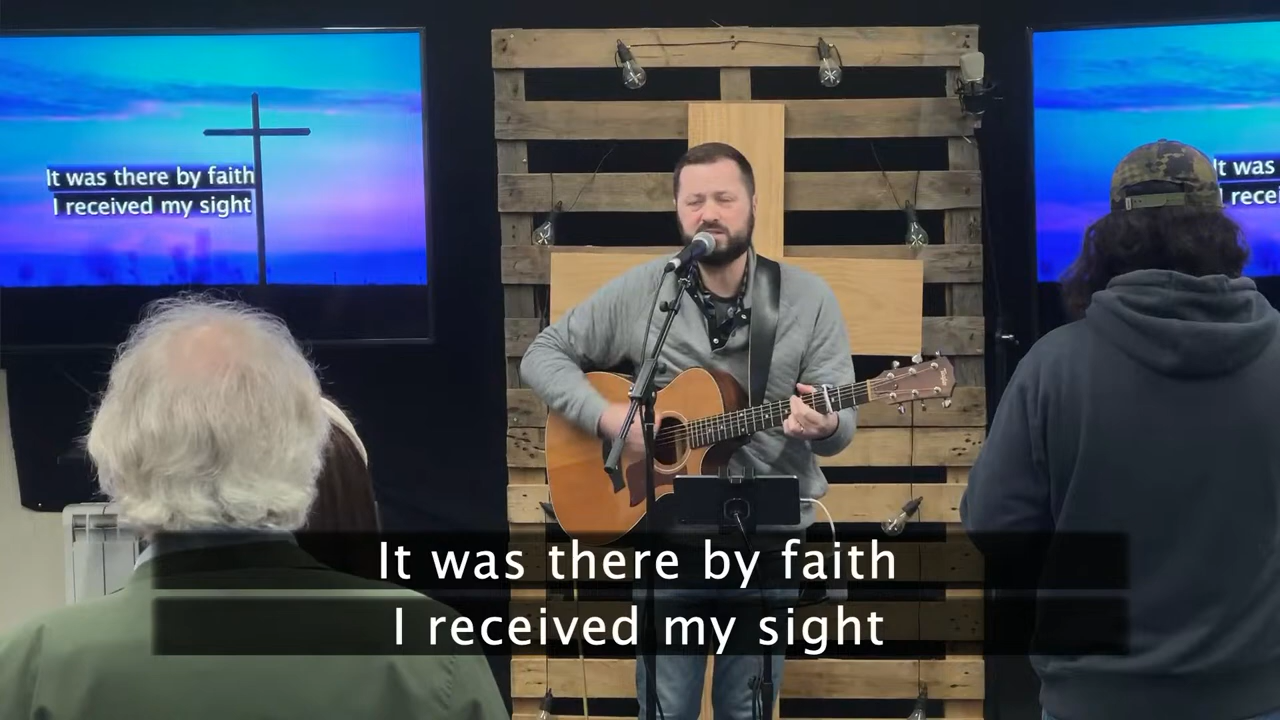 It was there by faith
I received my sight
It was
I recei
It was there by faith
I received my sight